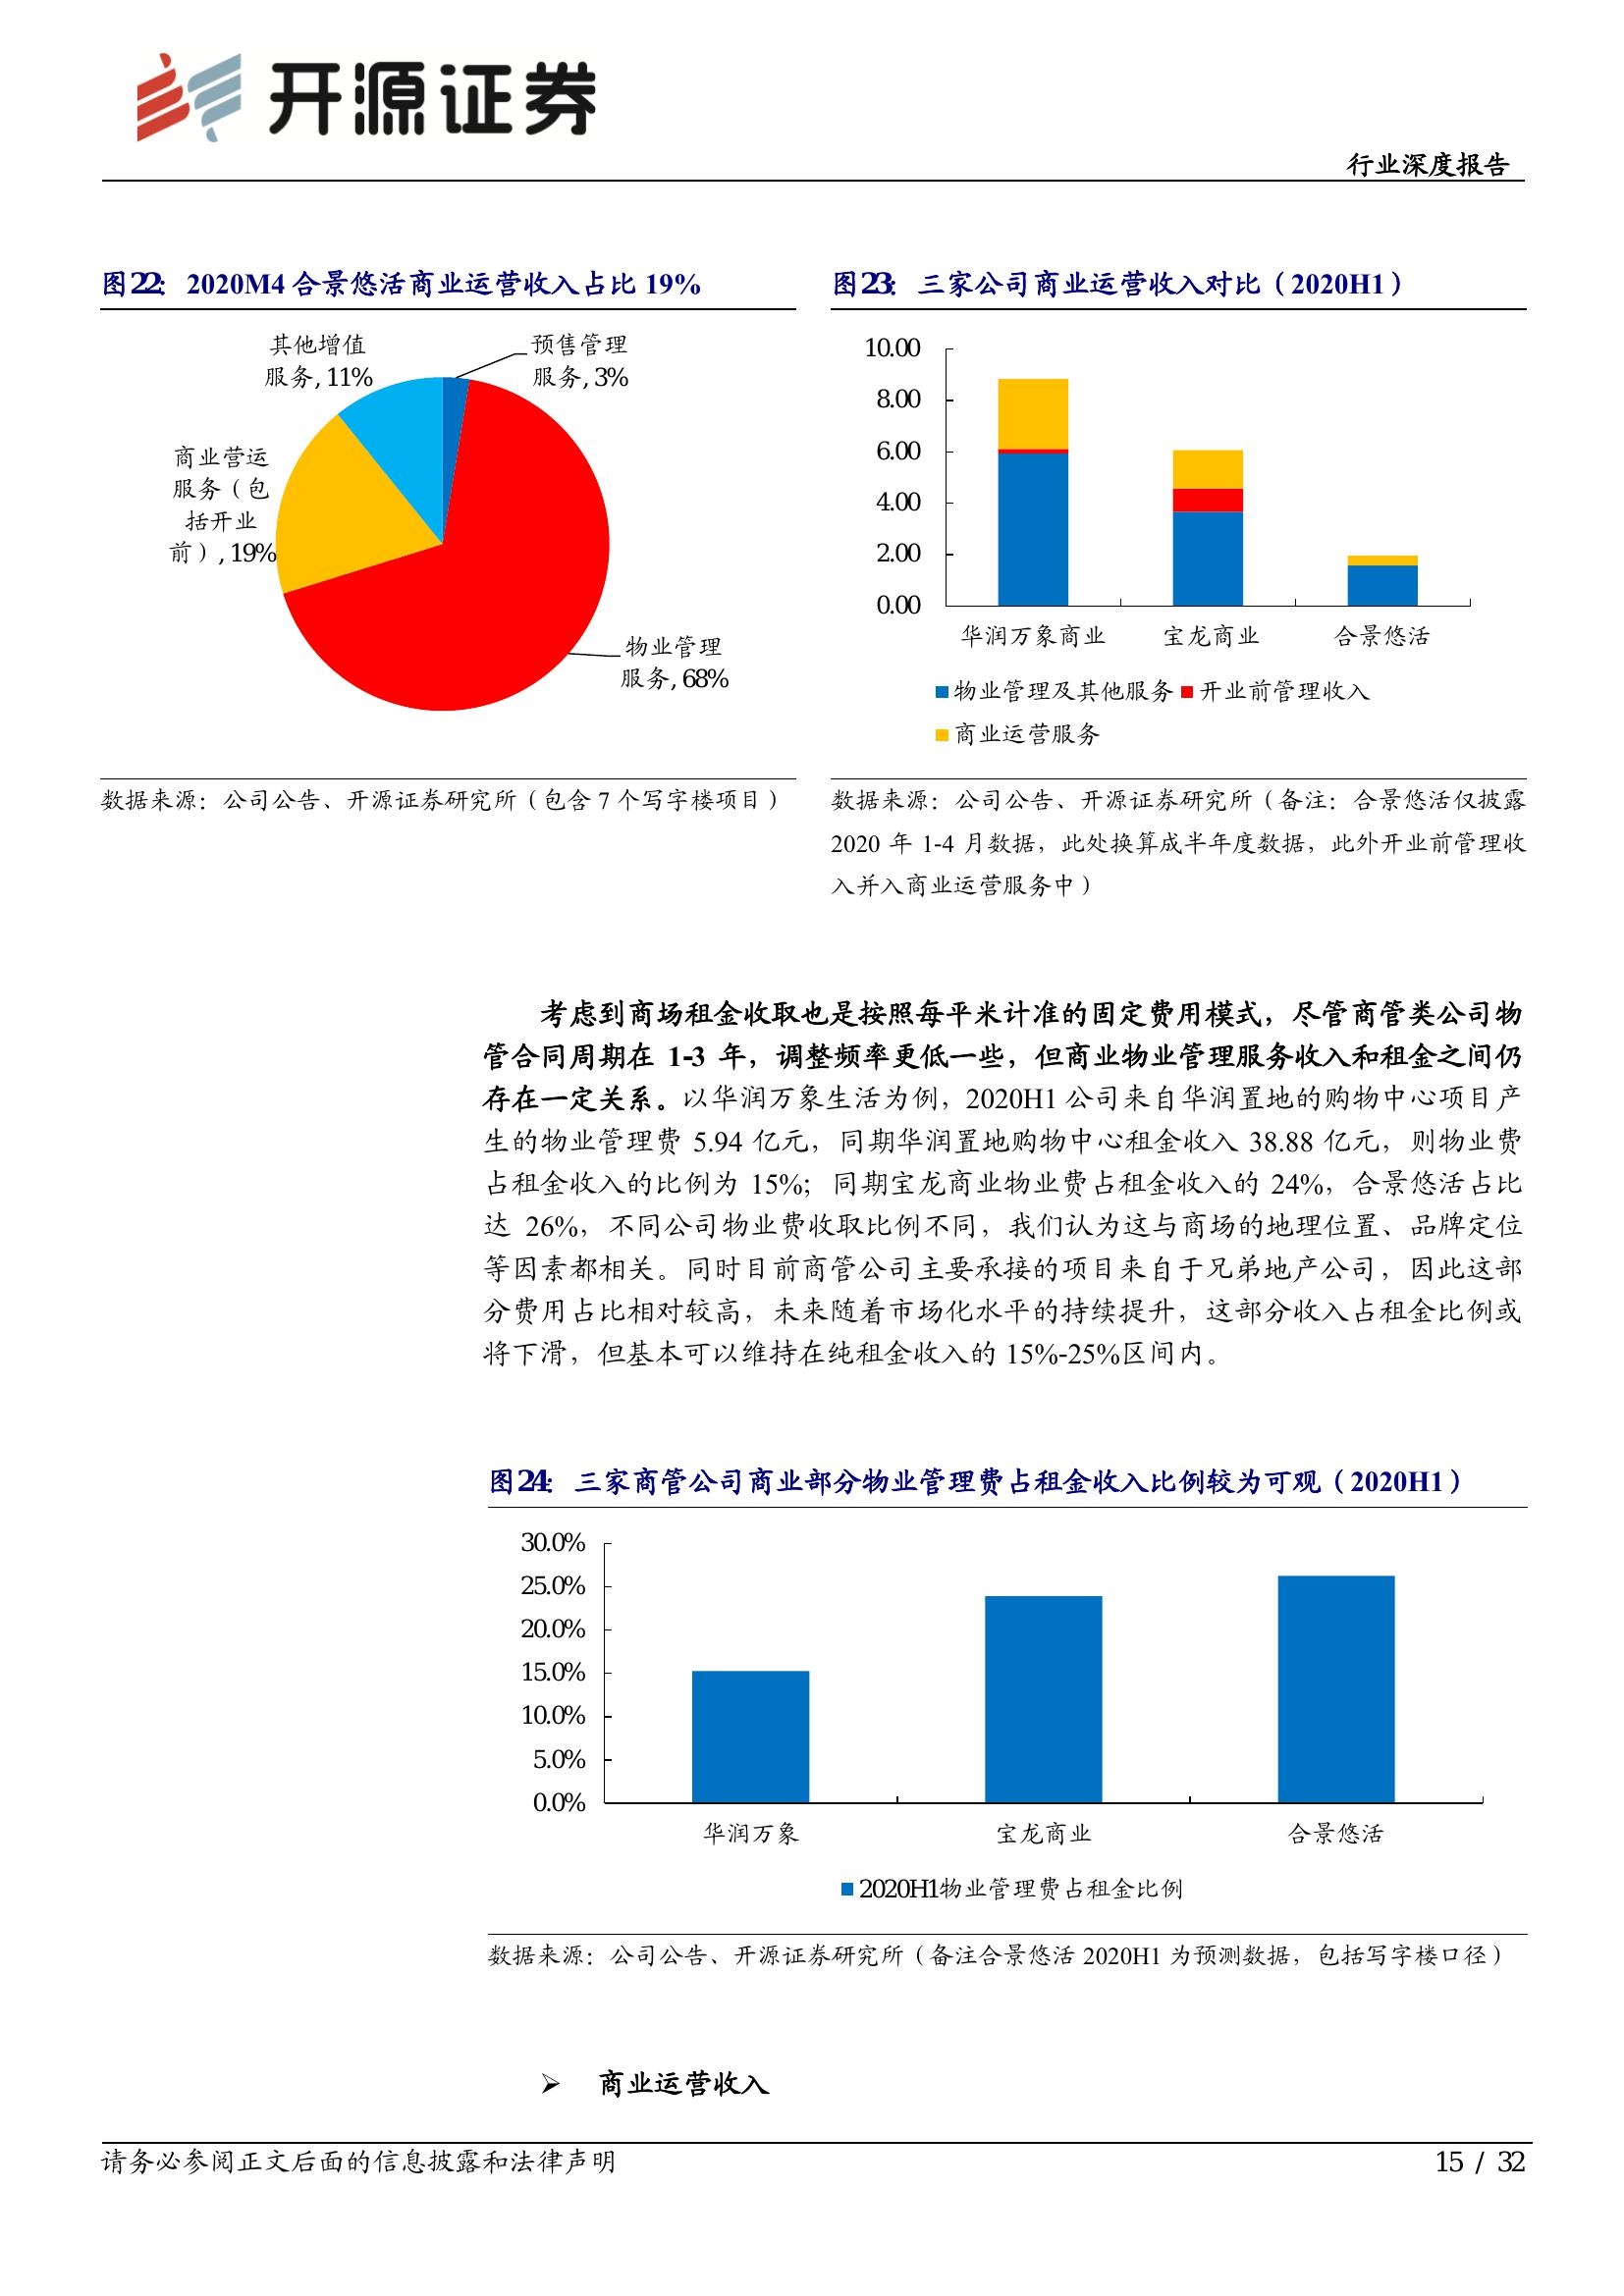 开源证券
行业深度报告
图22：2020M4 合景悠活商业运营收入占比 19%
其他增值
服务, 11%
预售管理
服务, 3%
商业营运
服务（包
括开业
前）, 19%
物业管理
服务, 68%
数据来源：公司公告、开源证券研究所（包含 7 个写字楼项目）
图23：三家公司商业运营收入对比（2020H1）
10.00
8.00
6.00
4.00
2.00
0.00
华润万象商业 宝龙商业 合景悠活
物业管理及其他服务 开业前管理收入
商业运营服务
数据来源：公司公告、开源证券研究所（备注：合景悠活仅披露
2020 年 1-4 月数据，此处换算成半年度数据，此外开业前管理收
入并入商业运营服务中）
考虑到商场租金收取也是按照每平米计准的固定费用模式，尽管商管类公司物
管合同周期在 1-3 年，调整频率更低一些，但商业物业管理服务收入和租金之间仍
存在一定关系。以华润万象生活为例，2020H1 公司来自华润置地的购物中心项目产
生的物业管理费 5.94 亿元，同期华润置地购物中心租金收入 38.88 亿元，则物业费
占租金收入的比例为 15%；同期宝龙商业物业费占租金收入的 24%，合景悠活占比
达 26%，不同公司物业费收取比例不同，我们认为这与商场的地理位置、品牌定位
等因素都相关。同时目前商管公司主要承接的项目来自于兄弟地产公司，因此这部
分费用占比相对较高，未来随着市场化水平的持续提升，这部分收入占租金比例或
将下滑，但基本可以维持在纯租金收入的 15%-25%区间内。
图24：三家商管公司商业部分物业管理费占租金收入比例较为可观（2020H1）
30.0%
25.0%
20.0%
15.0%
10.0%
5.0%
0.0%
华润万象 宝龙商业 合景悠活
2020H1物业管理费占租金比例
数据来源：公司公告、开源证券研究所（备注合景悠活 2020H1 为预测数据，包括写字楼口径）
➢ 商业运营收入
请务必参阅正文后面的信息披露和法律声明
15 / 32